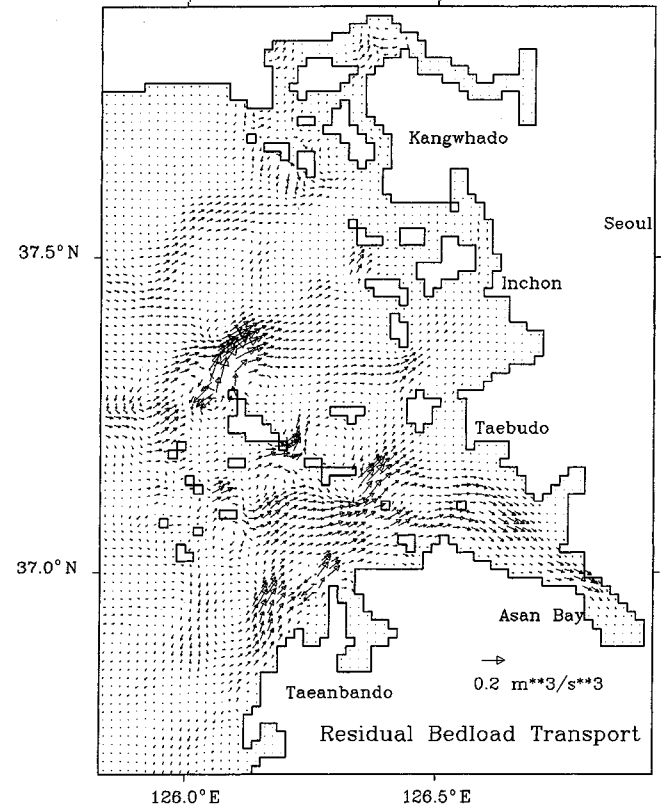 Kangwhado
Seoul
37.5°N
Inchon
Taebudo
37.0°N
Asan Bay
0.2 m**3/s**3
Taeanbando
Residual Bedload Transport
126.0°E
126.5°E